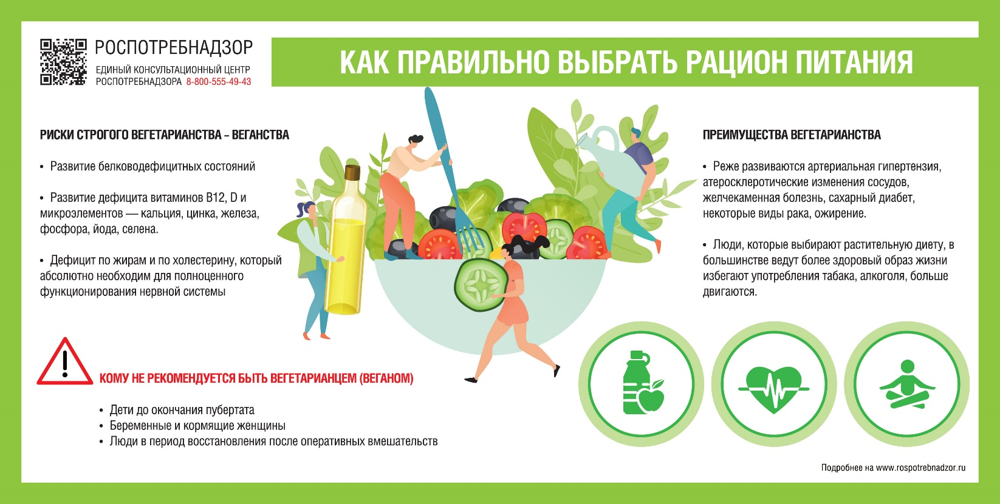 РОСПОТРЕБНАДЗОР
ЕДИНЫЙ КОНСУЛЬТАЦИОННЫЙ ЦЕНТР
РОСПОТРЕБНАДЗОРА 8-800-555-49-43
КАК ПРАВИЛЬНО ВЫБРАТЬ РАЦИОН ПИТАНИЯ
РИСКИ СТРОГОГО ВЕГЕТАРИАНСТВА – ВЕГАНСТВА
• Развитие белководефицитных состояний
• Развитие дефицита витаминов В12, D и
микроэлементов — кальция, цинка, железа,
фосфора, йода, селена.
• Дефицит по жирам и по холестерину, который
абсолютно необходим для полноценного
функционирования нервной системы
ПРЕИМУЩЕСТВА ВЕГЕТАРИАНСТВА
• Реже развиваются артериальная гипертензия,
атеросклеротические изменения сосудов,
желчекаменная болезнь, сахарный диабет,
некоторые виды рака, ожирение.
• Люди, которые выбирают растительную диету, в
большинстве ведут более здоровый образ жизни
избегают употребления табака, алкоголя, больше
двигаются.
КОМУ НЕ РЕКОМЕНДУЕТСЯ БЫТЬ ВЕГЕТАРИАНЦЕМ (ВЕГАНОМ)
• Дети до окончания пубертата
• Беременные и кормящие женщины
• Люди в период восстановления после оперативных вмешательств
Подробнее на www.rospotrebnadzor.ru